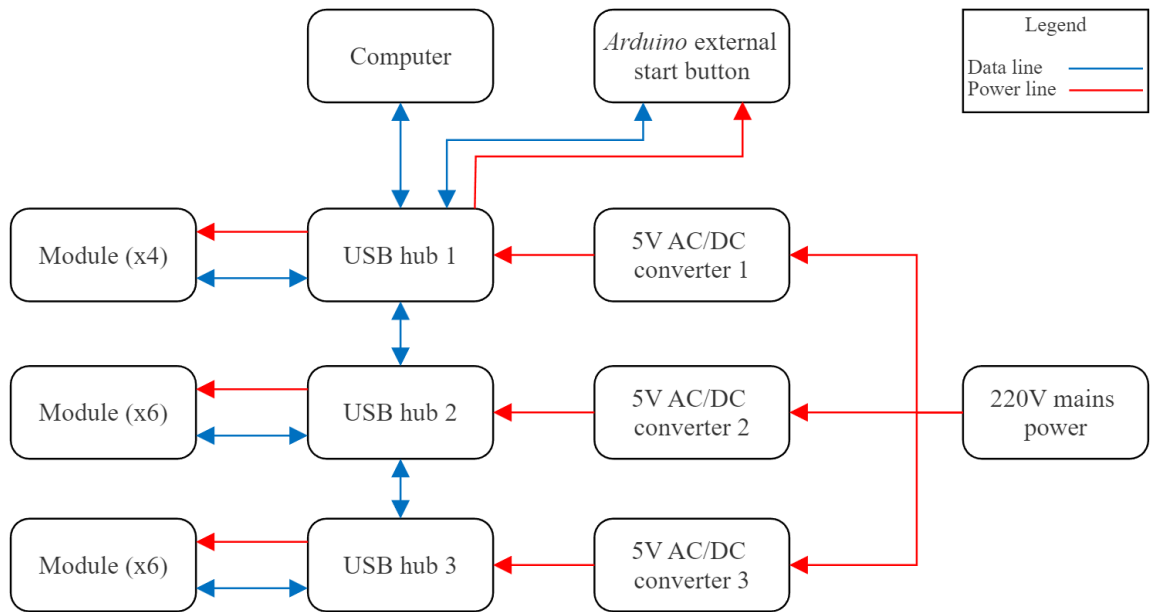 Computer
Arduino external
start button
Legend
Data line
Power line
Module (x4)
USB hub 1
5V AC/DC
converter 1
Module (x6)
USB hub 2
5V AC/DC
converter 2
220V mains
power
Module (x6)
USB hub 3
5V AC/DC
converter 3